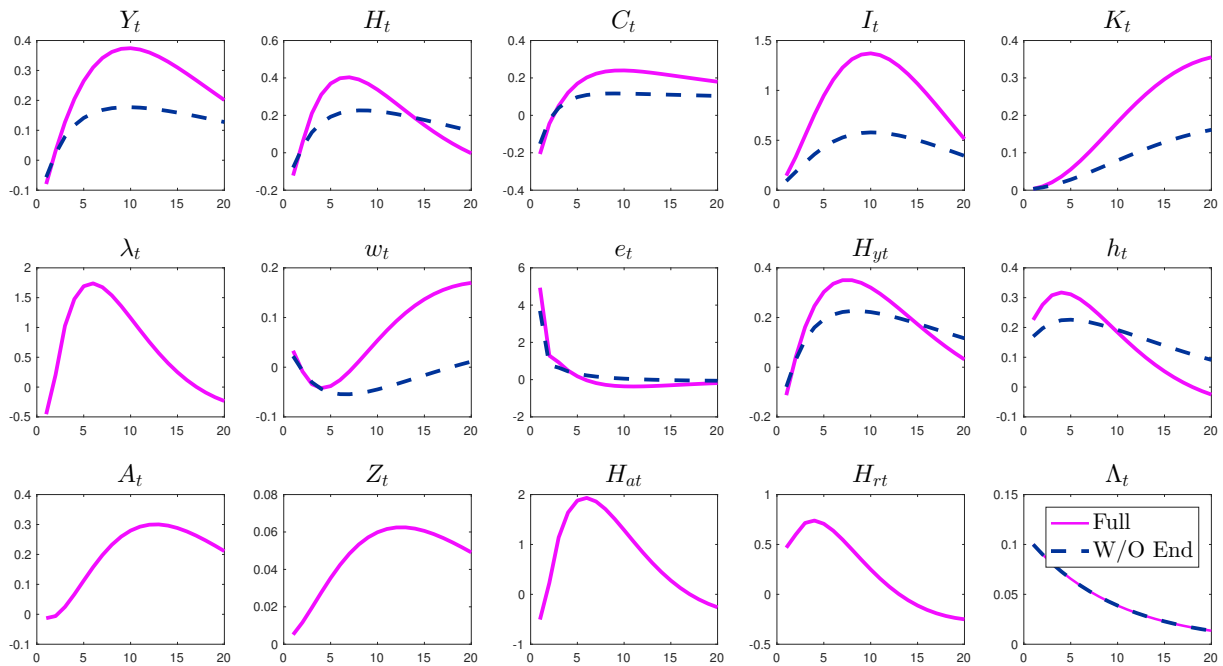 Y_t H_t C_t I_t K_t
0.4 0.6 0.4 1.5 0.4
0.3 0.4 0.2 1 0.3
0.2 0.2 0 0.5 0.2
0.1 0 -0.2 0 0.1
0 -0.2 -0.4 0
-0.1
0 5 10 15 20 0 5 10 15 20 0 5 10 15 20 0 5 10 15 20 0 5 10 15 20
λ_t w_t e_t H_yt h_t
2 0.2 6 0.4 0.4
1.5 0.1 4 0.2 0.3
1 0 2 0 0.2
0.5 -0.1 0 -0.2 0.1
0 2 0
-0.5 -0.1
0 5 10 15 20 0 5 10 15 20 0 5 10 15 20 0 5 10 15 20 0 5 10 15 20
A_t Z_t H_at H_rt Λ_t
0.4 0.08 2 1 0.15
0.3 0.06 1 0.5 0.1
0.2 0.04 0 0 0.05
0.1 0.02 -1 -0.5 0
0 0
-0.1
0 5 10 15 20 0 5 10 15 20 0 5 10 15 20 0 5 10 15 20 0 5 10 15 20
Full
W/O End